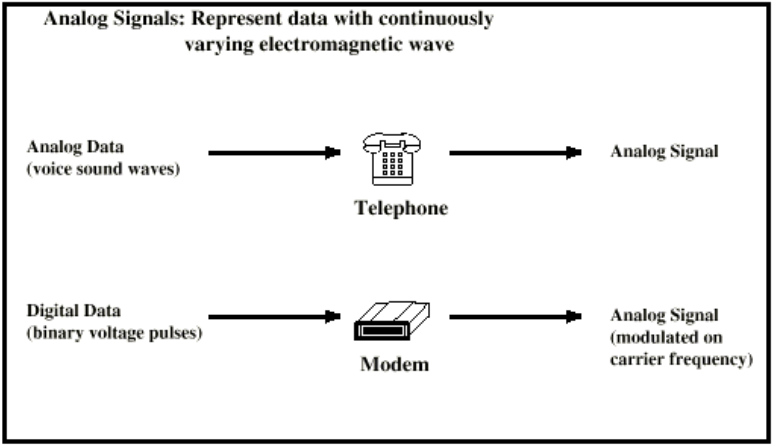 Analog Signals: Represent data with continuously
varying electromagnetic wave
Analog Data
(voice sound waves)
Telephone
Analog Signal
Digital Data
(binary voltage pulses)
Modem
Analog Signal
(modulated on
carrier frequency)